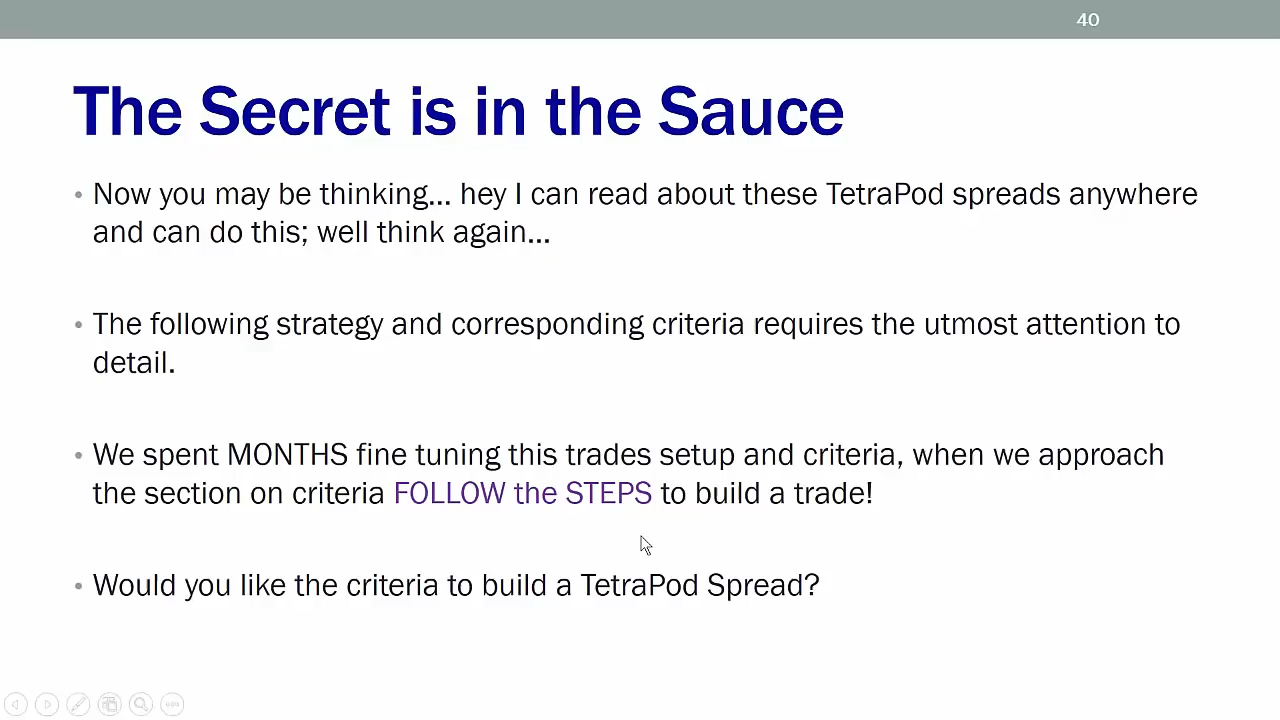 40
The Secret is in the Sauce
• Now you may be thinking... hey I can read about these TetraPod spreads anywhere
and can do this; well think again...
• The following strategy and corresponding criteria requires the utmost attention to
detail.
• We spent MONTHS fine tuning this trades setup and criteria, when we approach
the section on criteria FOLLOW the STEPS to build a trade!
• Would you like the criteria to build a TetraPod Spread?